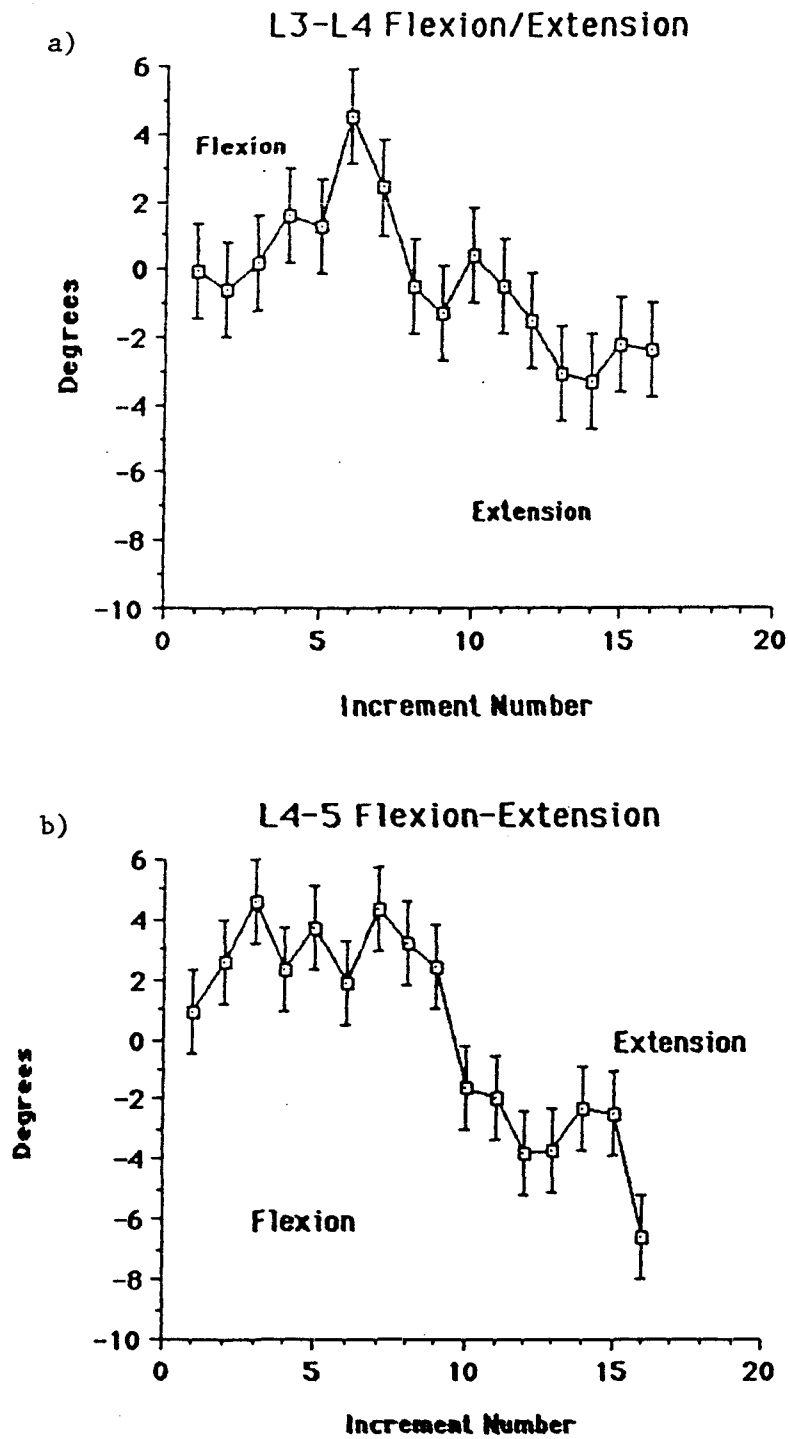 a)
L3-L4 Flexion/Extension
6
4
2
0
-2
-4
-6
-8
-10
Degrees
Flexion
Extension
0 5 10 15 20
Increment Number
b)
L4-5 Flexion-Extension
6
4
2
0
-2
-4
-6
-8
-10
Degrees
Extension
Flexion
0 5 10 15 20
Increment Number